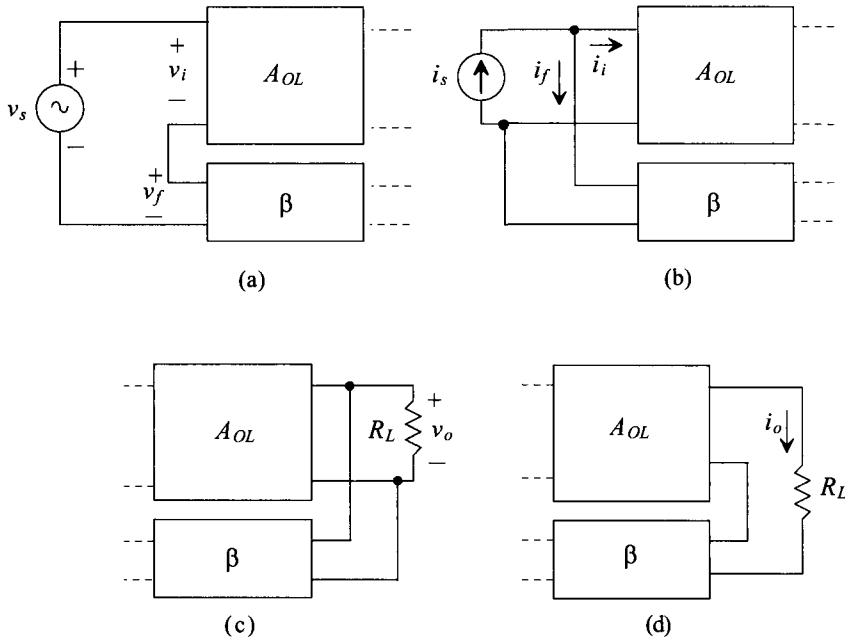 +
v_i
−
A_OL
+
v_s
−
+
v_f
−
β
(a)
i_s
i_f
i_i
A_OL
β
(b)
A_OL
R_L
+
v_o
−
β
(c)
A_OL
i_o
R_L
β
(d)